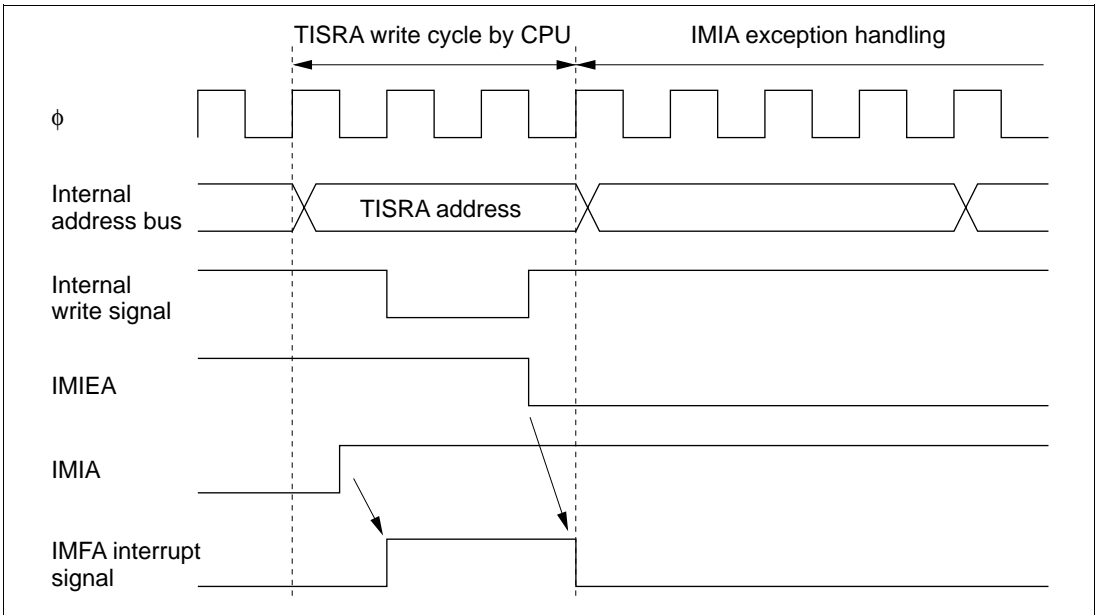 TISRA write cycle by CPU
IMIA exception handling
ϕ
Internal
address bus
TISRA address
Internal
write signal
IMIEA
IMIA
IMFA interrupt
signal